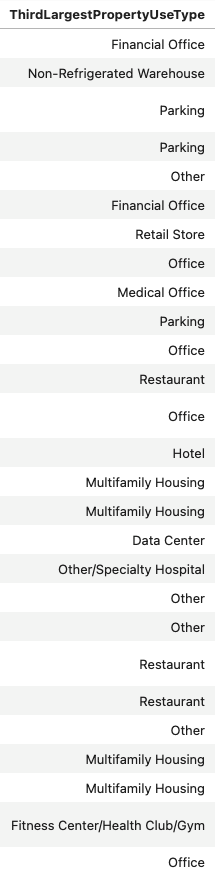 ThirdLargestPropertyUseType
Financial Office
Non-Refrigerated Warehouse
Parking
Parking
Other
Financial Office
Retail Store
Office
Medical Office
Parking
Office
Restaurant
Office
Hotel
Multifamily Housing
Multifamily Housing
Data Center
Other/Specialty Hospital
Other
Other
Restaurant
Restaurant
Other
Multifamily Housing
Multifamily Housing
Fitness Center/Health Club/Gym
Office